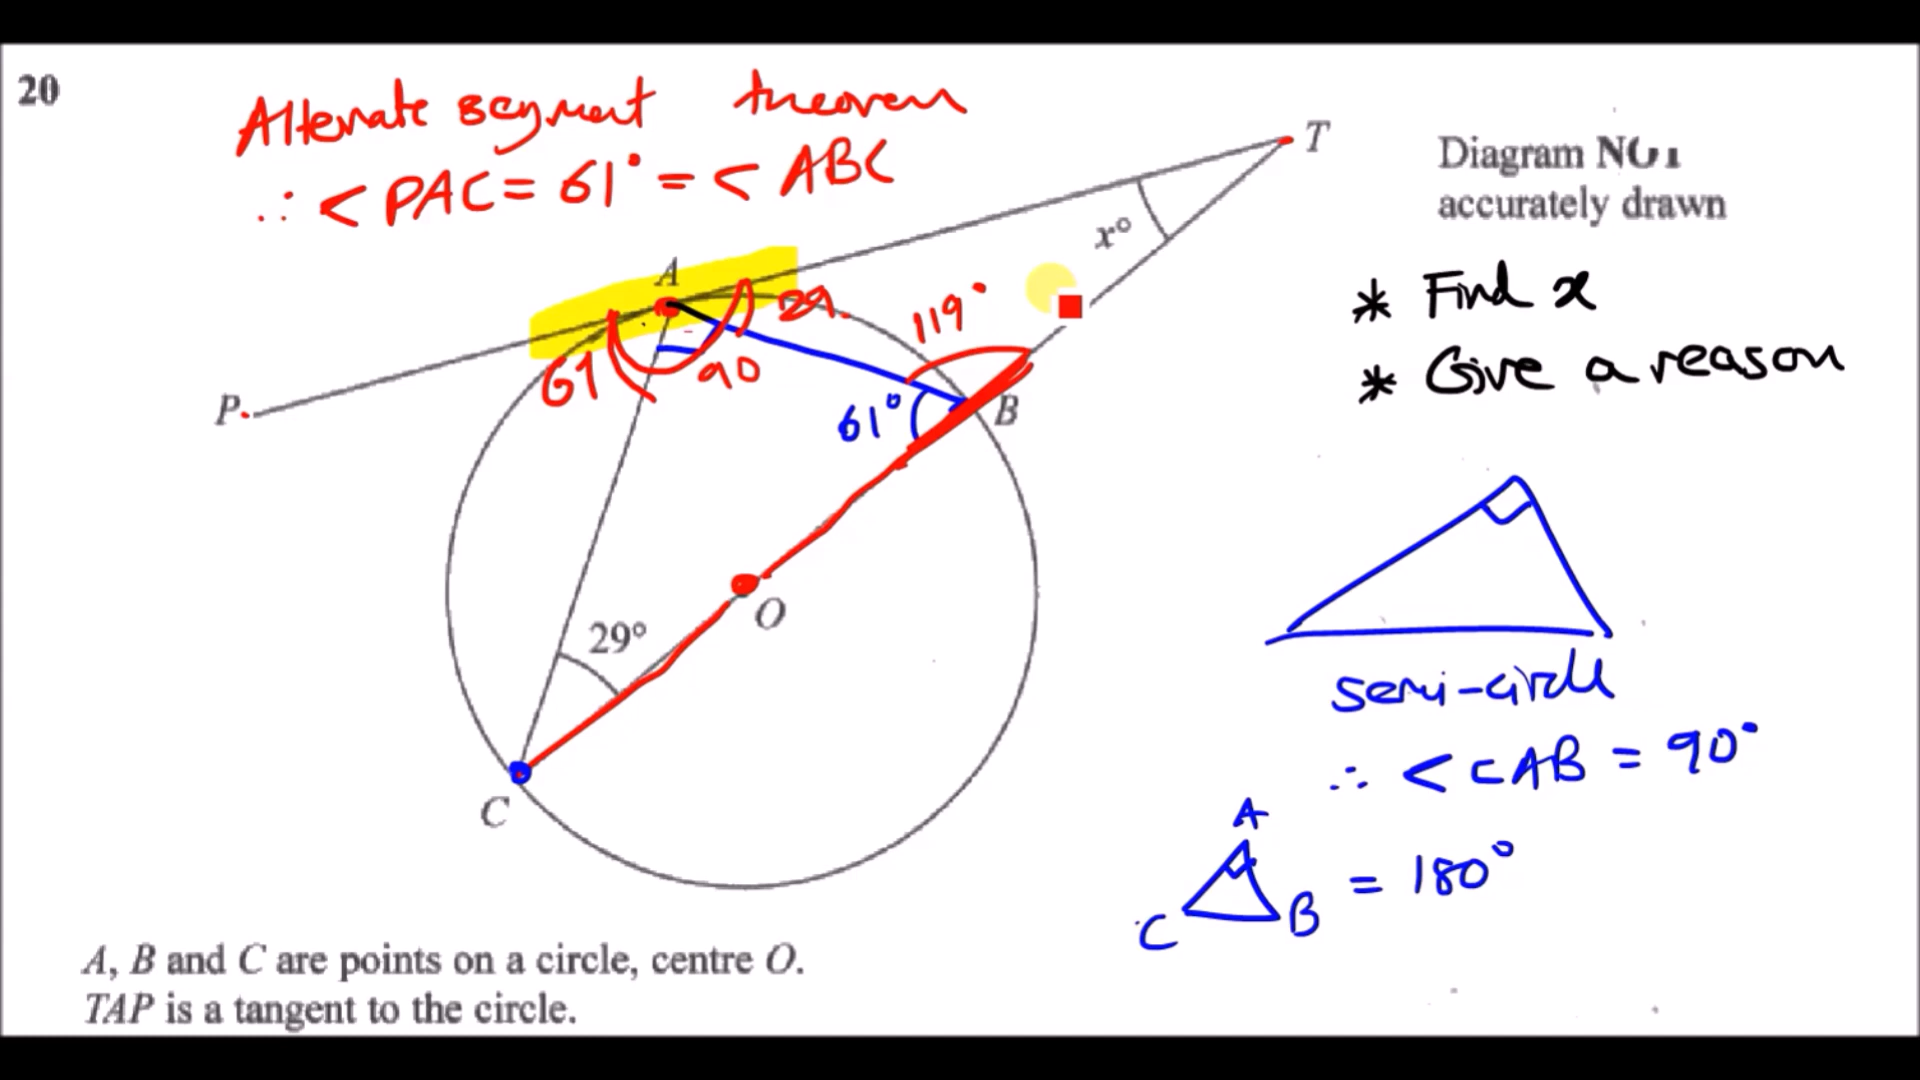 20
Alternate segment theorem
∴ < PAC = 61° = < ABC
T
Diagram NOT
accurately drawn
x°
* Find x
* Give a reason
A
29.
119°
61
90
P
61°
B
O
29°
semi-circle
∴ < CAB = 90°
C
A
= 180°
C B
A, B and C are points on a circle, centre O.
TAP is a tangent to the circle.